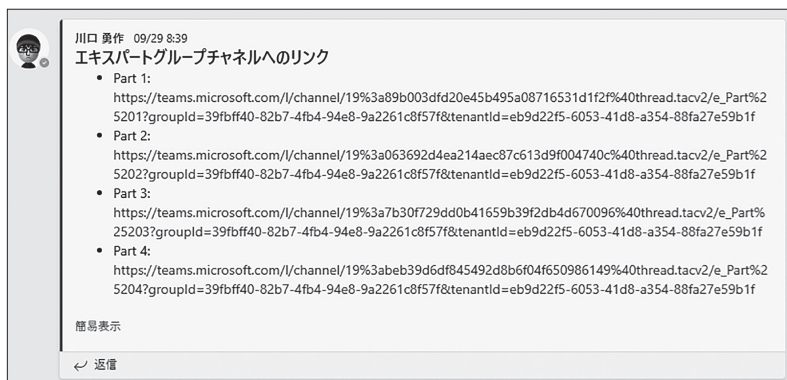 川口 勇作 09/29 8:39
エキスパートグループチャネルへのリンク
• Part 1:
https://teams.microsoft.com/l/channel/19%3a89b003dfd20e45b495a08716531d1f2f%40thread.tacv2/e_Part%2
5201?groupId=39fbff40-82b7-4fb4-94e8-9a2261c8f57f&tenantId=eb9d22f5-6053-41d8-a354-88fa27e59b1f
• Part 2:
https://teams.microsoft.com/l/channel/19%3a063692d4ea214aec87c613d9f004740c%40thread.tacv2/e_Part%2
5202?groupId=39fbff40-82b7-4fb4-94e8-9a2261c8f57f&tenantId=eb9d22f5-6053-41d8-a354-88fa27e59b1f
• Part 3:
https://teams.microsoft.com/l/channel/19%3a7b30f729dd0b41659b39f2db4d670096%40thread.tacv2/e_Part%
25203?groupId=39fbff40-82b7-4fb4-94e8-9a2261c8f57f&tenantId=eb9d22f5-6053-41d8-a354-88fa27e59b1f
• Part 4:
https://teams.microsoft.com/l/channel/19%3abeb39d6df845492d8b6f04f650986149%40thread.tacv2/e_Part%2
5204?groupId=39fbff40-82b7-4fb4-94e8-9a2261c8f57f&tenantId=eb9d22f5-6053-41d8-a354-88fa27e59b1f
簡易表示
返信